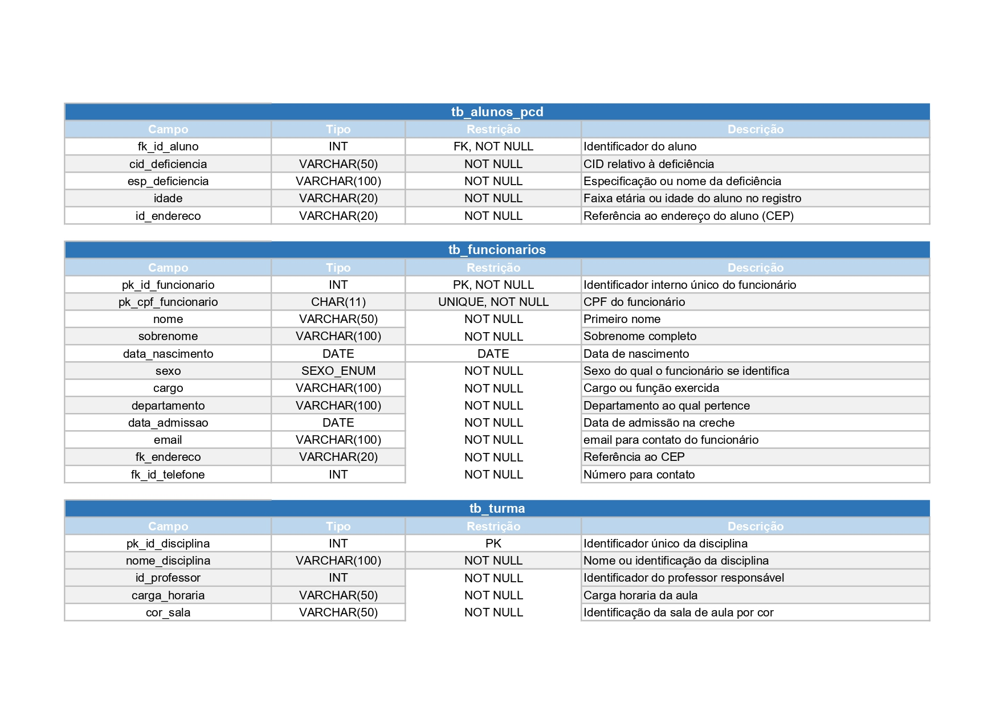 tb_alunos_pcd
Campo Tipo Restrição Descrição
fk_id_aluno INT FK, NOT NULL Identificador do aluno
cid_deficiencia VARCHAR(50) NOT NULL CID relativo à deficiência
esp_deficiencia VARCHAR(100) NOT NULL Especificação ou nome da deficiência
idade VARCHAR(20) NOT NULL Faixa etária ou idade do aluno no registro
id_endereco VARCHAR(20) NOT NULL Referência ao endereço do aluno (CEP)
tb_funcionarios
Campo Tipo Restrição Descrição
pk_id_funcionario INT PK, NOT NULL Identificador interno único do funcionário
pk_cpf_funcionario CHAR(11) UNIQUE, NOT NULL CPF do funcionário
nome VARCHAR(50) NOT NULL Primeiro nome
sobrenome VARCHAR(100) NOT NULL Sobrenome completo
data_nascimento DATE DATE Data de nascimento
sexo SEXO_ENUM NOT NULL Sexo do qual o funcionário se identifica
cargo VARCHAR(100) NOT NULL Cargo ou função exercida
departamento VARCHAR(100) NOT NULL Departamento ao qual pertence
data_admissao DATE NOT NULL Data de admissão na creche
email VARCHAR(100) NOT NULL email para contato do funcionário
fk_endereco VARCHAR(20) NOT NULL Referência ao CEP
fk_id_telefone INT NOT NULL Número para contato
tb_turma
Campo Tipo Restrição Descrição
pk_id_disciplina INT PK Identificador único da disciplina
nome_disciplina VARCHAR(100) NOT NULL Nome ou identificação da disciplina
id_professor INT NOT NULL Identificador do professor responsável
carga_horaria VARCHAR(50) NOT NULL Carga horaria da aula
cor_sala VARCHAR(50) NOT NULL Identificação da sala de aula por cor